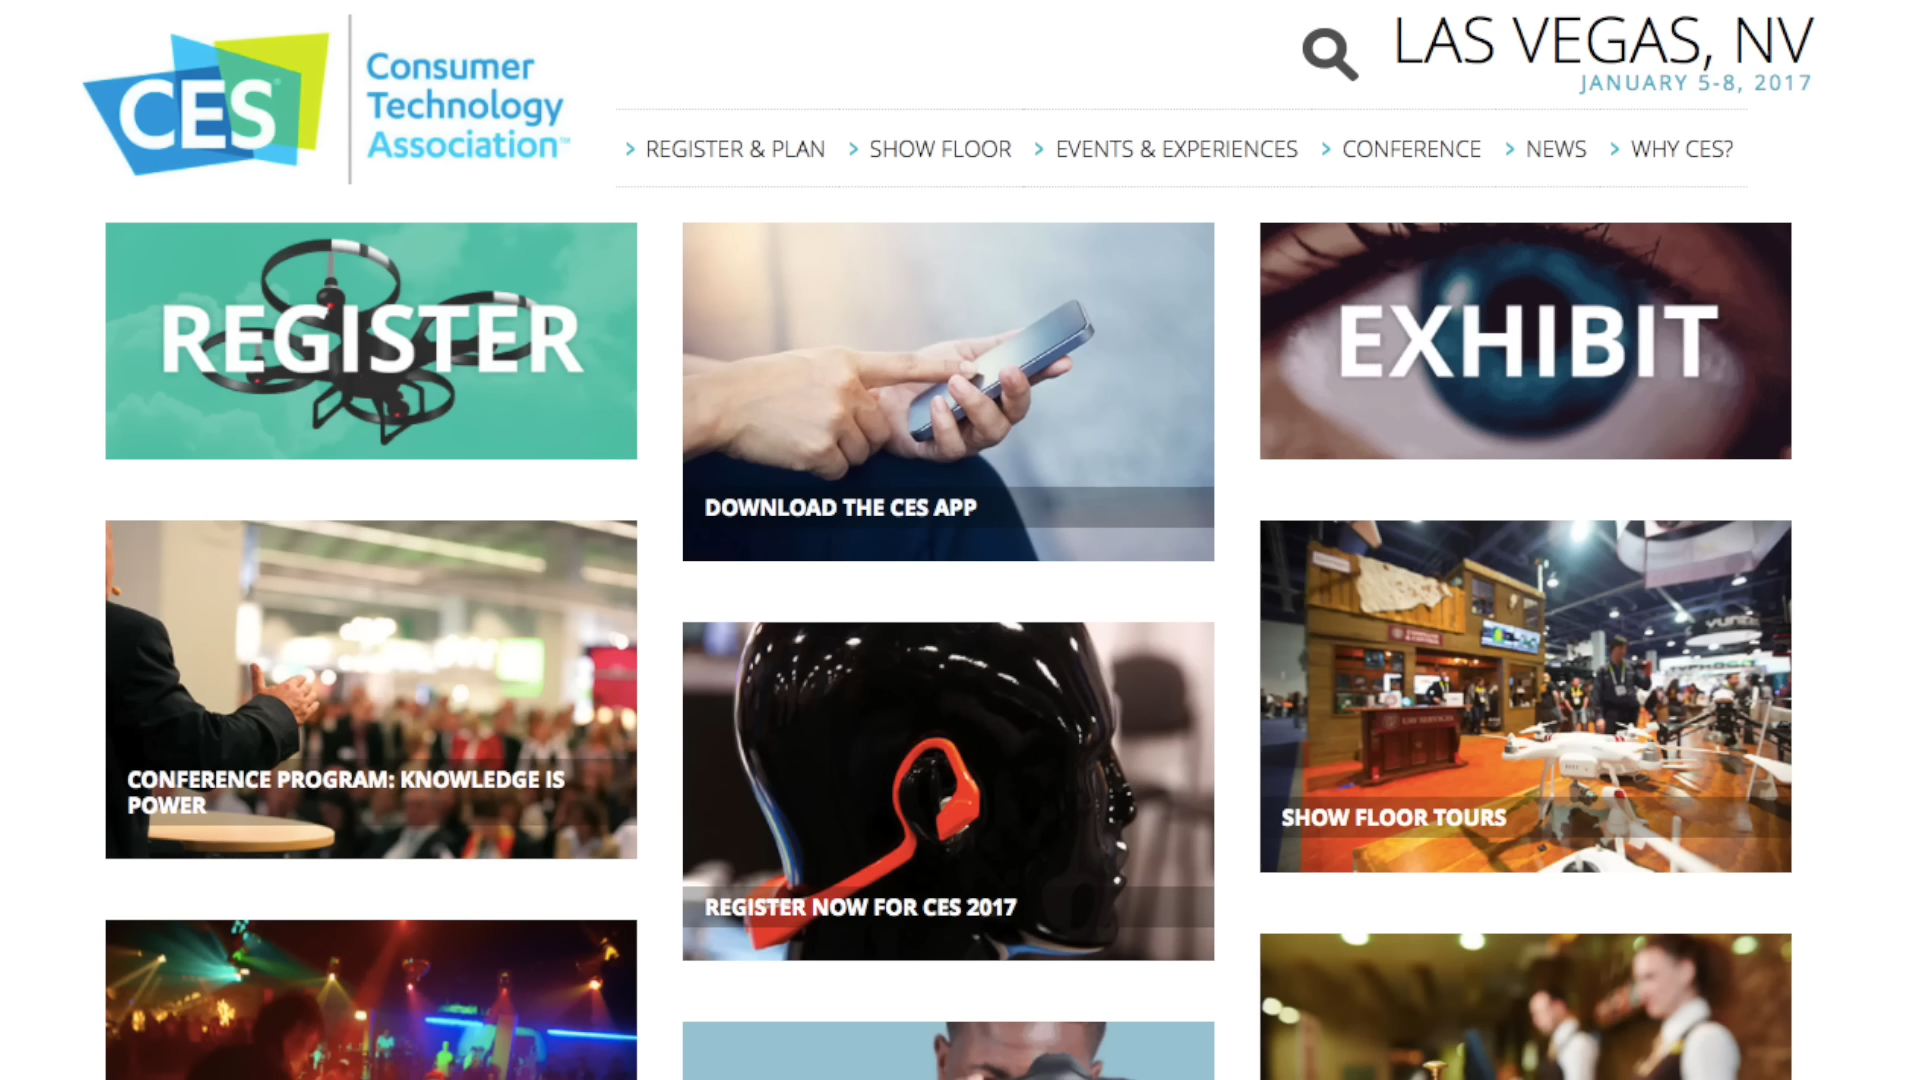 CES
Consumer
Technology
Association™
LAS VEGAS, NV
JANUARY 5-8, 2017
REGISTER & PLAN
SHOW FLOOR
EVENTS & EXPERIENCES
CONFERENCE
NEWS
WHY CES?
REGISTER
DOWNLOAD THE CES APP
EXHIBIT
CONFERENCE PROGRAM: KNOWLEDGE IS
POWER
REGISTER NOW FOR CES 2017
SHOW FLOOR TOURS